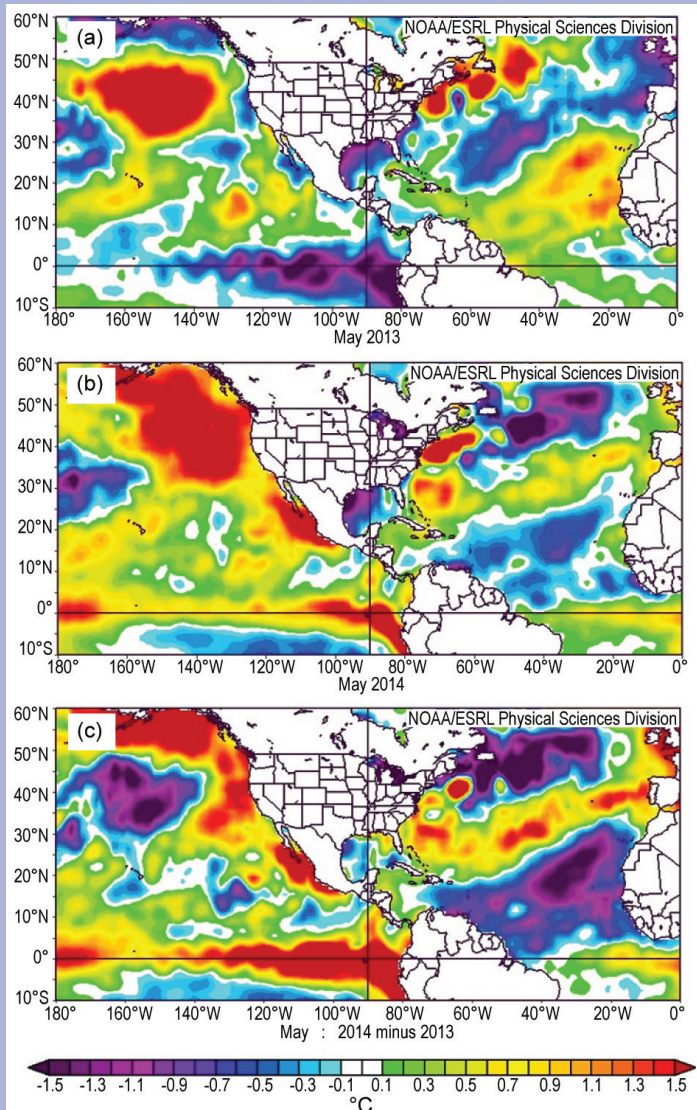 (a)
NOAA/ESRL Physical Sciences Division
60°N
50°N
40°N
30°N
20°N
10°N
0°
10°S
180° 160°W 140°W 120°W 100°W 80°W 60°W 40°W 20°W 0°
May 2013
(b)
NOAA/ESRL Physical Sciences Division
60°N
50°N
40°N
30°N
20°N
10°N
0°
10°S
180° 160°W 140°W 120°W 100°W 80°W 60°W 40°W 20°W 0°
May 2014
(c)
NOAA/ESRL Physical Sciences Division
60°N
50°N
40°N
30°N
20°N
10°N
0°
10°S
180° 160°W 140°W 120°W 100°W 80°W 60°W 40°W 20°W 0°
May : 2014 minus 2013
-1.5 -1.3 -1.1 -0.9 -0.7 -0.5 -0.3 -0.1 0.1 0.3 0.5 0.7 0.9 1.1 1.3 1.5
°C